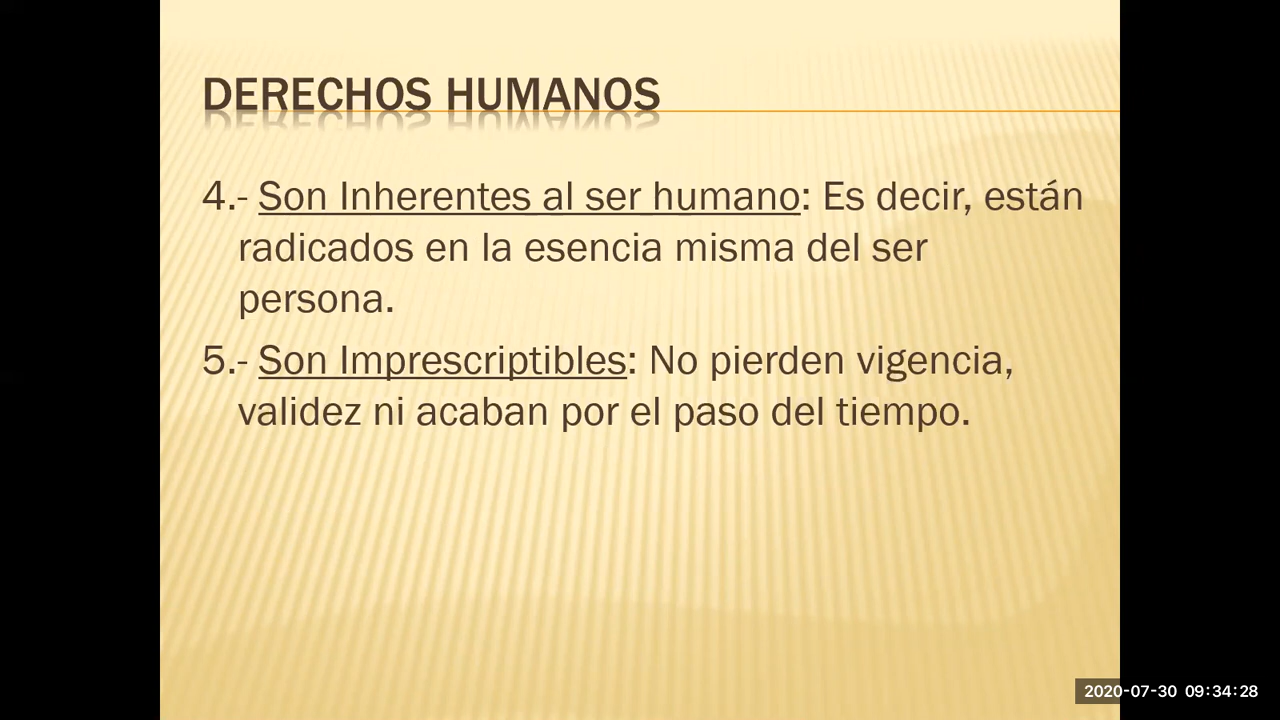 DERECHOS HUMANOS
4.- Son Inherentes al ser humano: Es decir, están
radicados en la esencia misma del ser
persona.
5.- Son Imprescriptibles: No pierden vigencia,
validez ni acaban por el paso del tiempo.
2020-07-30 09:34:28